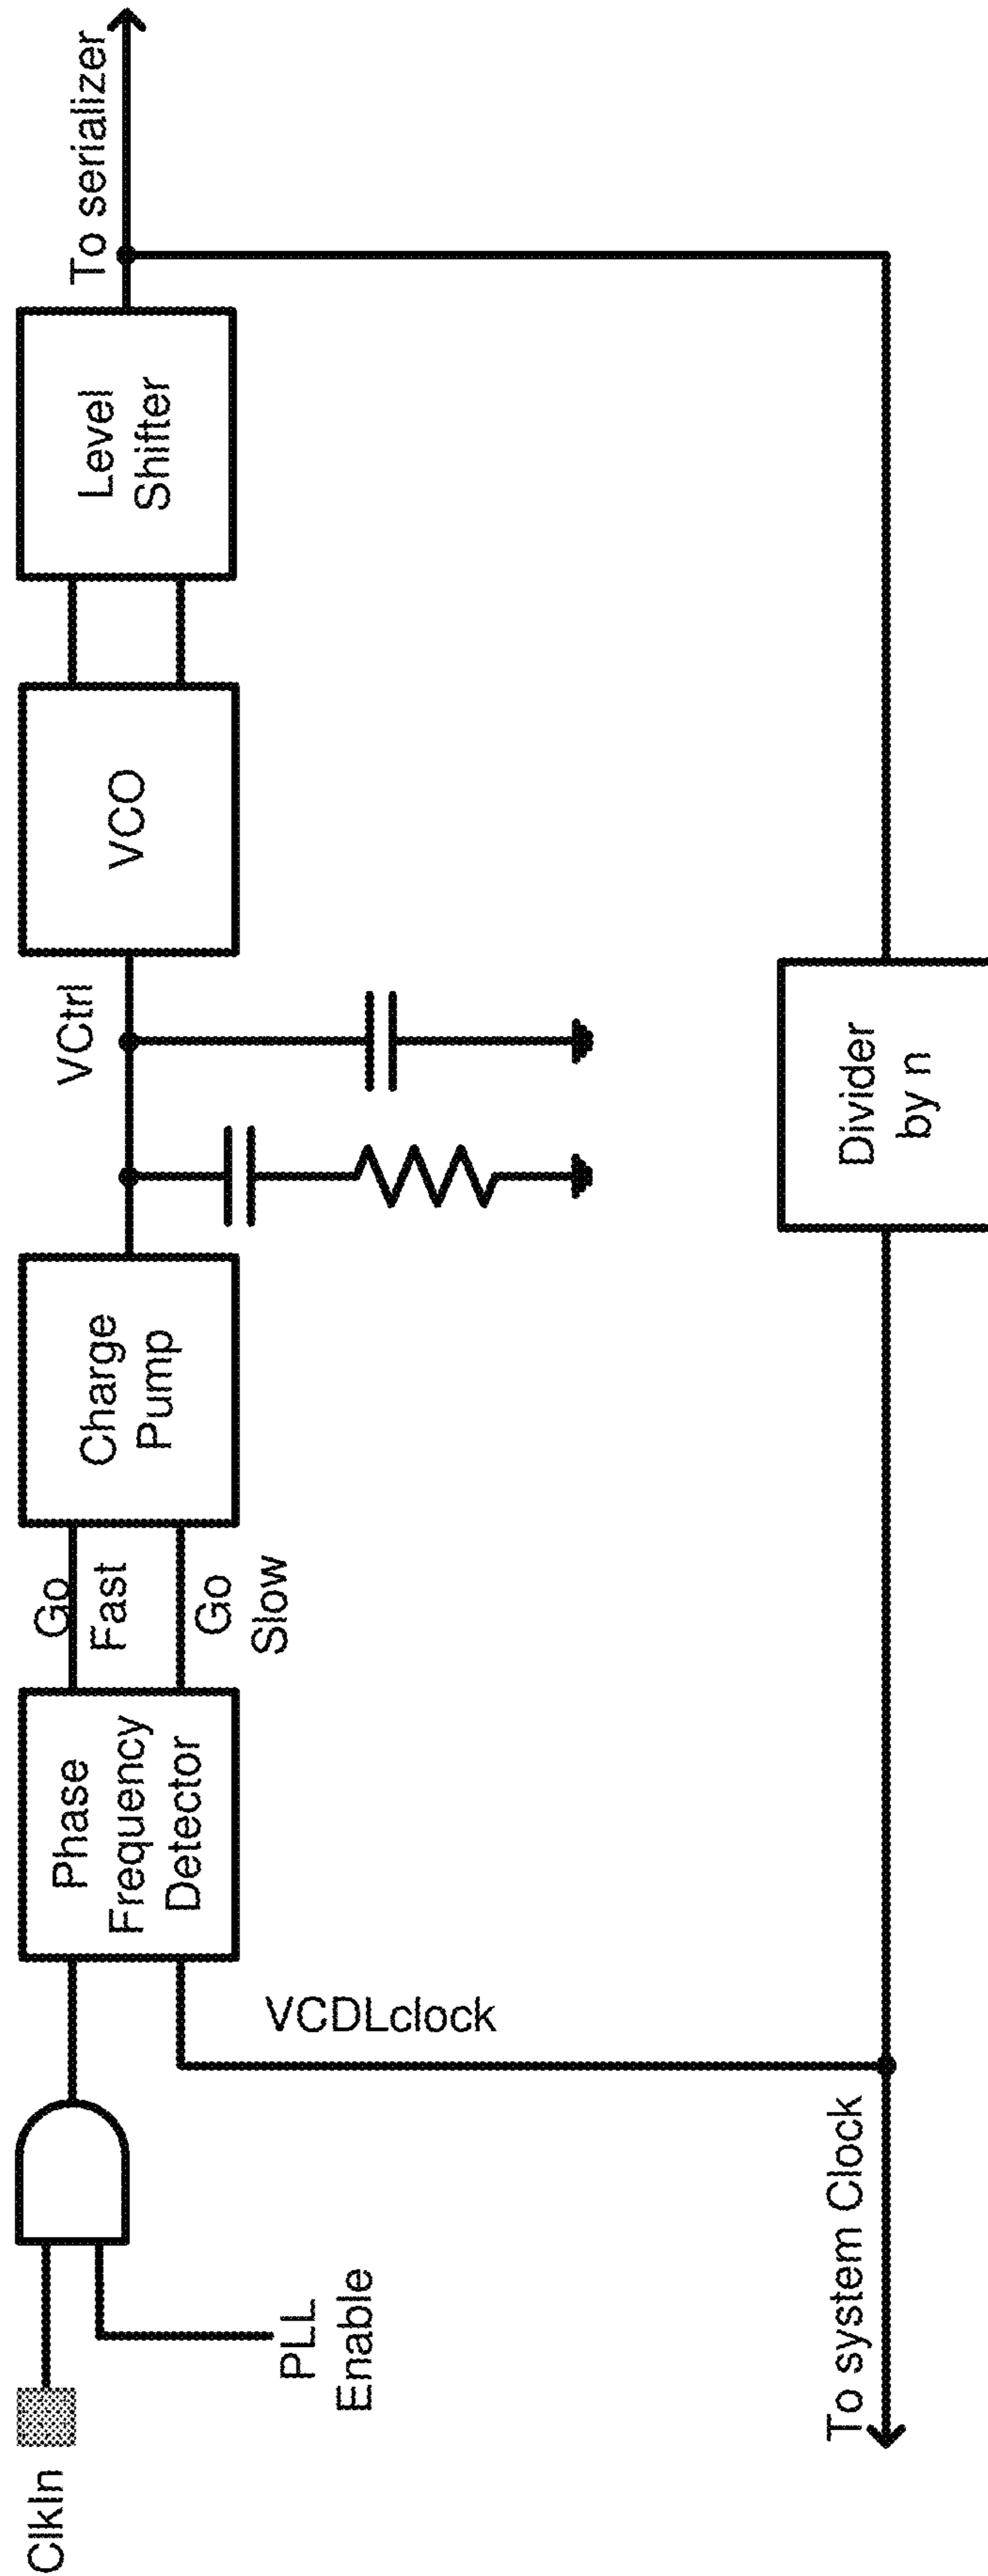 ClkIn
PLL
Enable
Phase
Frequency
Detector
VCDLclock
Go
Fast
Go
Slow
Charge
Pump
VCtrl
VCO
Level
Shifter
To serializer
Divider
by n
To system Clock